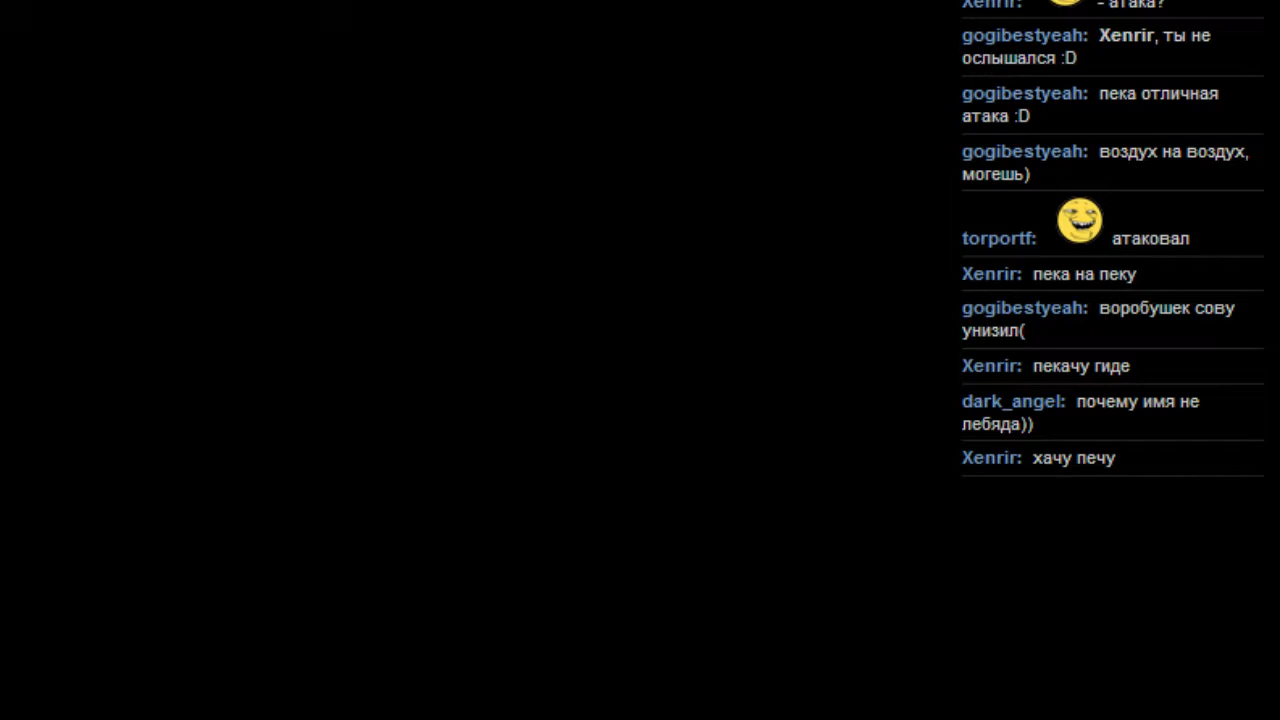 Xenrir: - атака?
gogibestyeah: Xenrir, ты не
ослышался :D
gogibestyeah: пека отличная
атака :D
gogibestyeah: воздух на воздух,
могешь)
torportf: атаковал
Xenrir: пека на пеку
gogibestyeah: воробушек сову
унизил(
Xenrir: пекачу гиде
dark_angel: почему имя не
лебяда))
Xenrir: хачу печу